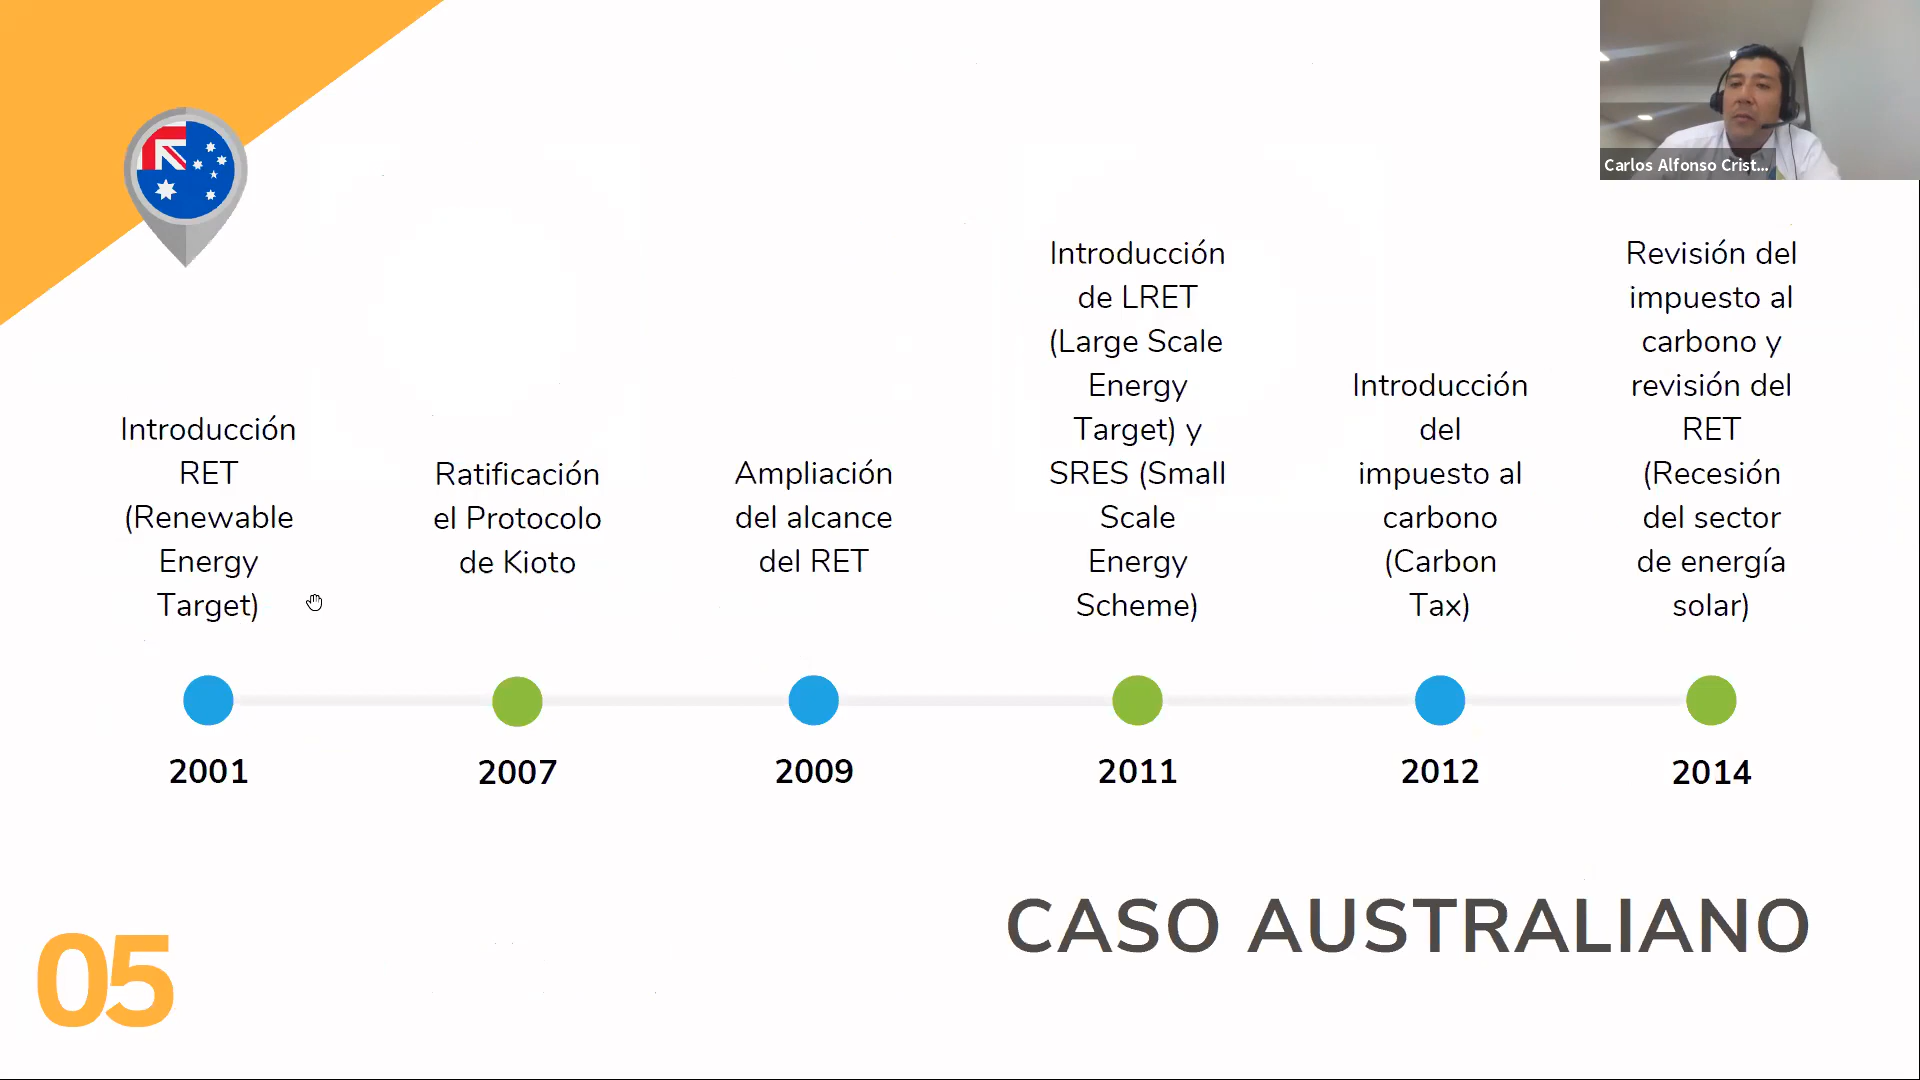 Carlos Alfonso Crist...
Introducción
RET
(Renewable
Energy
Target)
Ratificación
el Protocolo
de Kioto
Ampliación
del alcance
del RET
Introducción
de LRET
(Large Scale
Energy
Target) y
SRES (Small
Scale
Energy
Scheme)
Introducción
del
impuesto al
carbono
(Carbon
Tax)
Revisión del
impuesto al
carbono y
revisión del
RET
(Recesión
del sector
de energía
solar)
2001
2007
2009
2011
2012
2014
CASO AUSTRALIANO
05